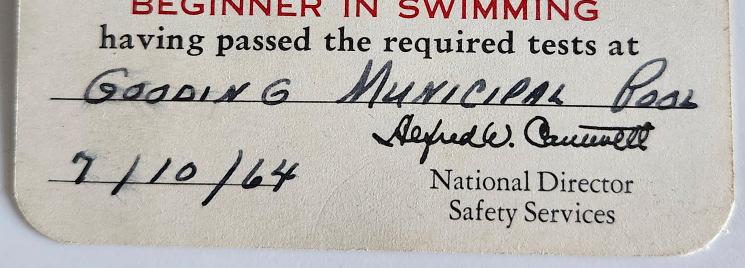 BEGINNER IN SWIMMING
having passed the required tests at
GOODING MUNICIPAL POOL
Alfred W. Cantwell
7/10/64
National Director
Safety Services